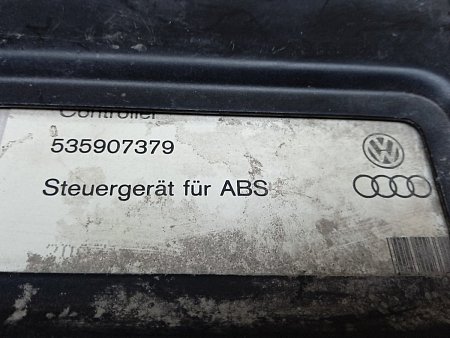 Controller
535907379
Steuergerät für ABS